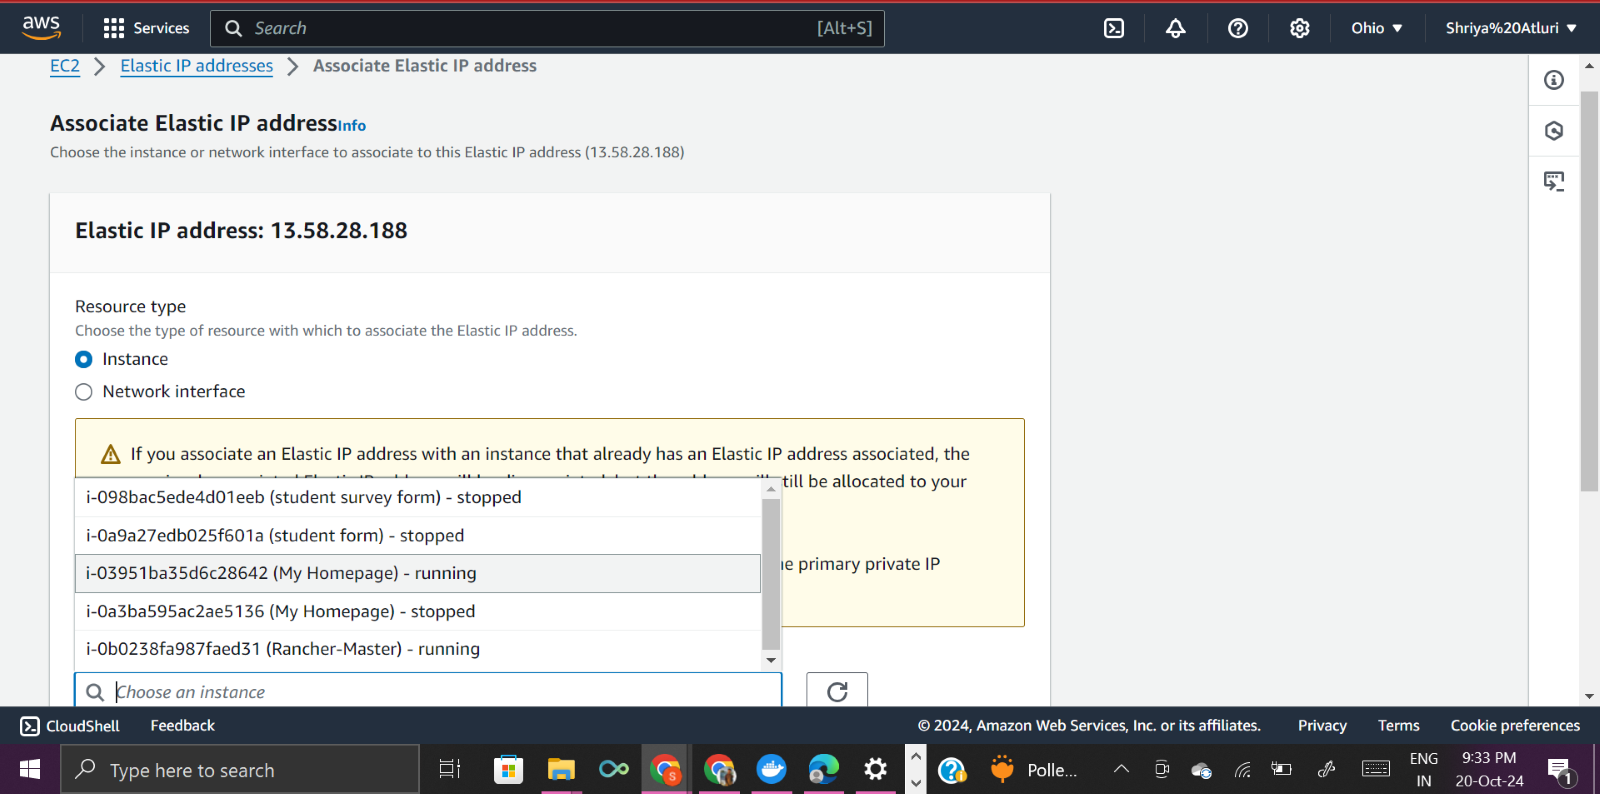 aws
Services
Search
[Alt+S]
Ohio
Shriya%20Atluri
EC2
Elastic IP addresses
Associate Elastic IP address
Associate Elastic IP address Info
Choose the instance or network interface to associate to this Elastic IP address (13.58.28.188)
Elastic IP address: 13.58.28.188
Resource type
Choose the type of resource with which to associate the Elastic IP address.
Instance
Network interface
If you associate an Elastic IP address with an instance that already has an Elastic IP address associated, the
still be allocated to your
primary private IP
i-098bac5ede4d01eeb (student survey form) - stopped
i-0a9a27edb025f601a (student form) - stopped
i-03951ba35d6c28642 (My Homepage) - running
i-0a3ba595ac2ae5136 (My Homepage) - stopped
i-0b0238fa987faed31 (Rancher-Master) - running
Choose an instance
CloudShell
Feedback
© 2024, Amazon Web Services, Inc. or its affiliates.
Privacy
Terms
Cookie preferences
Type here to search
S
Polle...
ENG
IN
9:33 PM
20-Oct-24
1